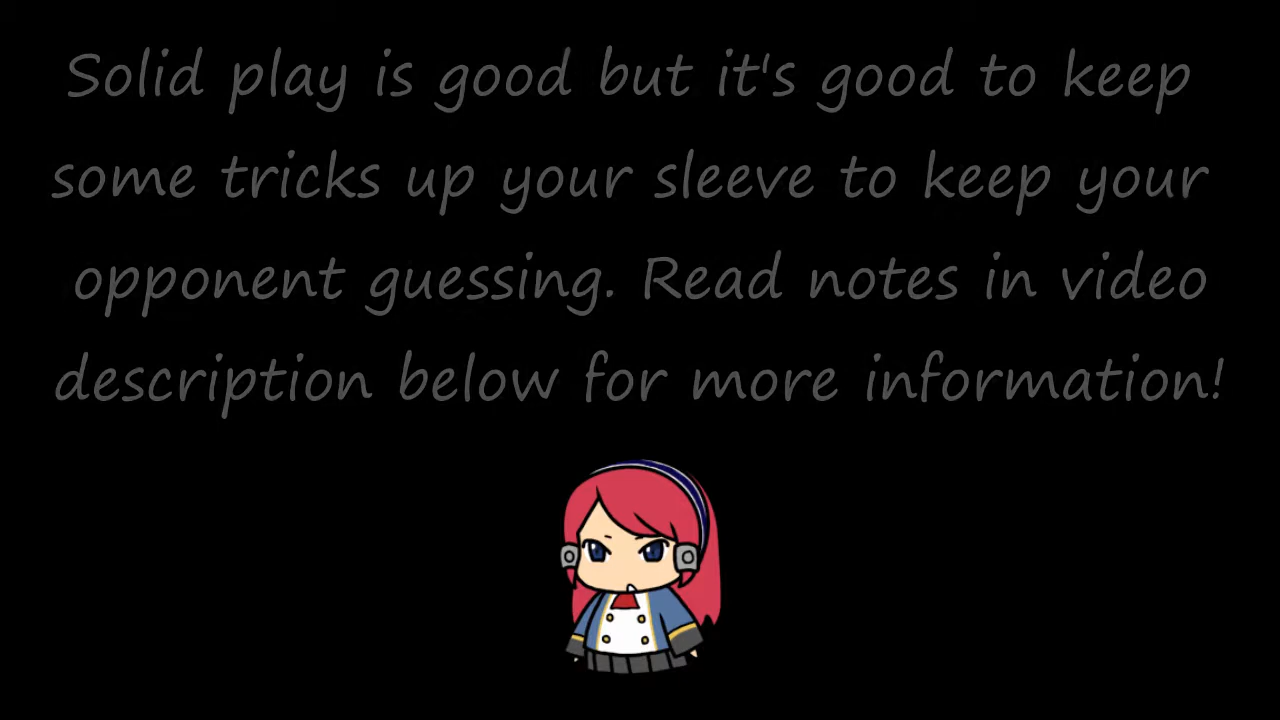 Solid play is good but it's good to keep
some tricks up your sleeve to keep your
opponent guessing. Read notes in video
description below for more information!